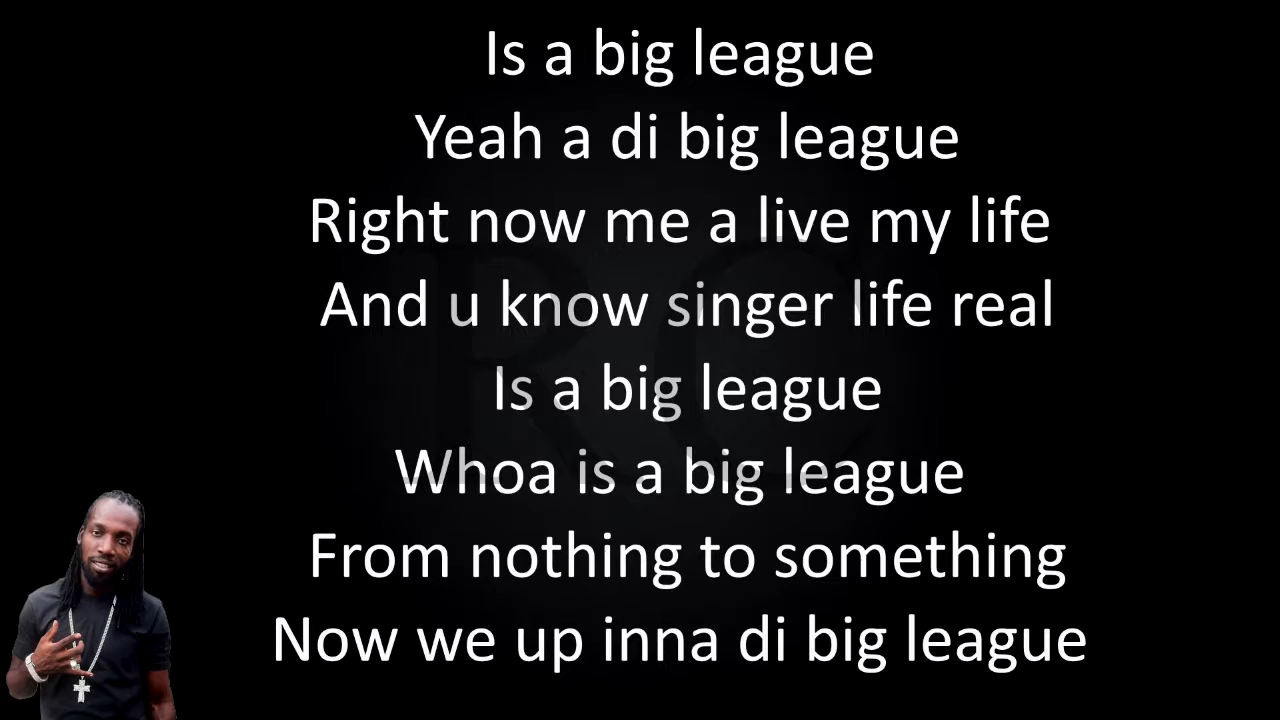 Is a big league
Yeah a di big league
Right now me a live my life
And u know singer life real
Is a big league
Whoa is a big league
From nothing to something
Now we up inna di big league
RC